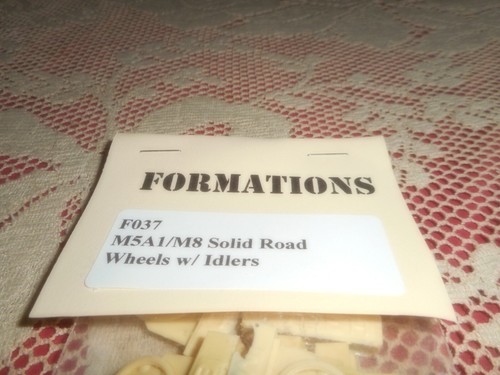 FORMATIONS
F037
M5A1/M8 Solid Road
Wheels w/ Idlers